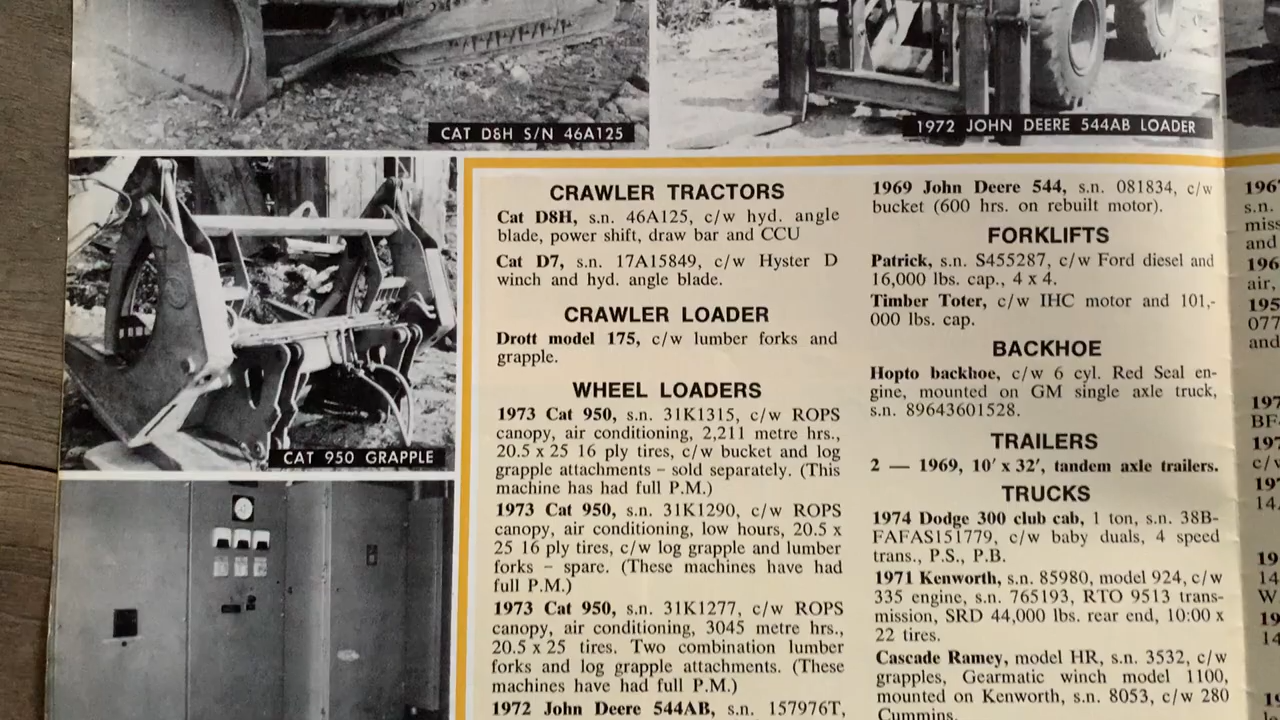 CAT D8H S/N 46A125
1972 JOHN DEERE 544AB LOADER
CAT 950 GRAPPLE
CRAWLER TRACTORS
Cat D8H, s.n. 46A125, c/w hyd. angle
blade, power shift, draw bar and CCU
Cat D7, s.n. 17A15849, c/w Hyster D
winch and hyd. angle blade.
CRAWLER LOADER
Drott model 175, c/w lumber forks and
grapple.
WHEEL LOADERS
1973 Cat 950, s.n. 31K1315, c/w ROPS
canopy, air conditioning, 2,211 metre hrs.,
20.5 x 25 16 ply tires, c/w bucket and log
grapple attachments – sold separately. (This
machine has had full P.M.)
1973 Cat 950, s.n. 31K1290, c/w ROPS
canopy, air conditioning, low hours, 20.5 x
25 16 ply tires, c/w log grapple and lumber
forks – spare. (These machines have had
full P.M.)
1973 Cat 950, s.n. 31K1277, c/w ROPS
canopy, air conditioning, 3045 metre hrs.,
20.5 x 25 tires. Two combination lumber
forks and log grapple attachments. (These
machines have had full P.M.)
1972 John Deere 544AB, s.n. 157976T,
1969 John Deere 544, s.n. 081834, c/w
bucket (600 hrs. on rebuilt motor).
FORKLIFTS
Patrick, s.n. S455287, c/w Ford diesel and
16,000 lbs. cap., 4 x 4.
Timber Toter, c/w IHC motor and 101,-
000 lbs. cap.
BACKHOE
Hopto backhoe, c/w 6 cyl. Red Seal en-
gine, mounted on GM single axle truck,
s.n. 89643601528.
TRAILERS
2 — 1969, 10′ x 32′, tandem axle trailers.
TRUCKS
1974 Dodge 300 club cab, 1 ton, s.n. 38B-
FAFAS151779, c/w baby duals, 4 speed
trans., P.S., P.B.
1971 Kenworth, s.n. 85980, model 924, c/w
335 engine, s.n. 765193, RTO 9513 trans-
mission, SRD 44,000 lbs. rear end, 10:00 x
22 tires.
Cascade Ramey, model HR, s.n. 3532, c/w
grapples, Gearmatic winch model 1100,
mounted on Kenworth, s.n. 8053, c/w 280
Cummins.
s.n.
and
air,
and
c/w